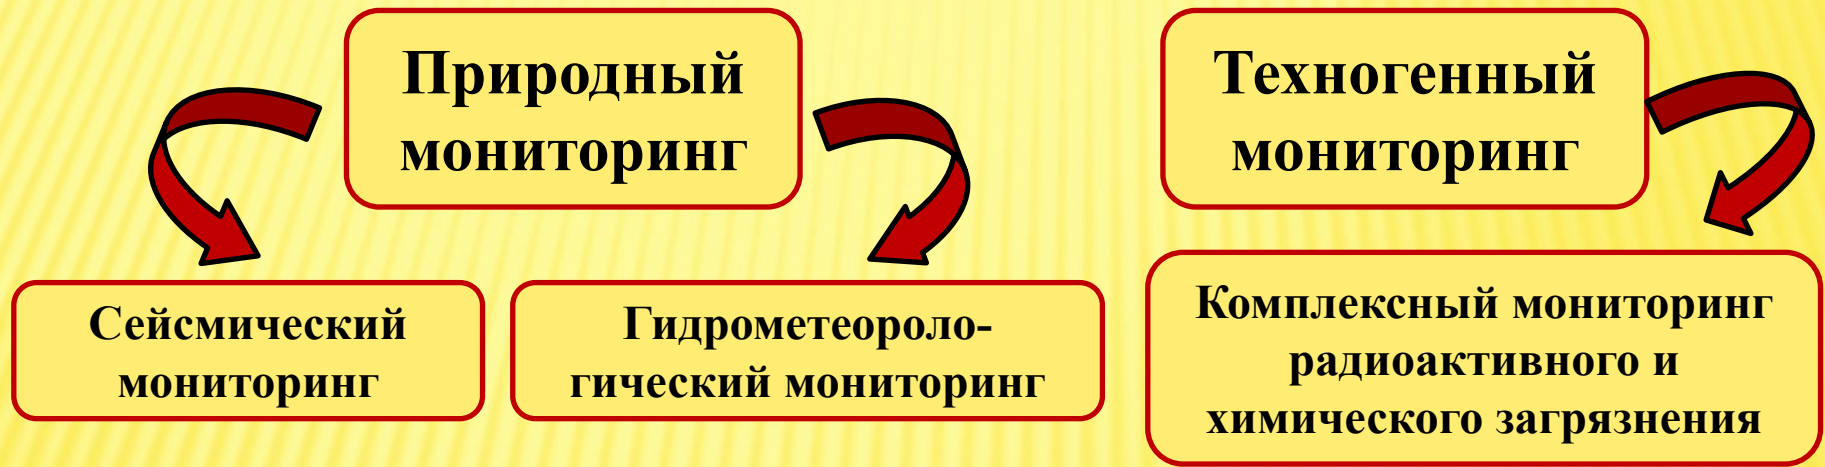 Природный
мониторинг
Техногенный
мониторинг
Сейсмический
мониторинг
Гидрометеороло-
гический мониторинг
Комплексный мониторинг
радиоактивного и
химического загрязнения